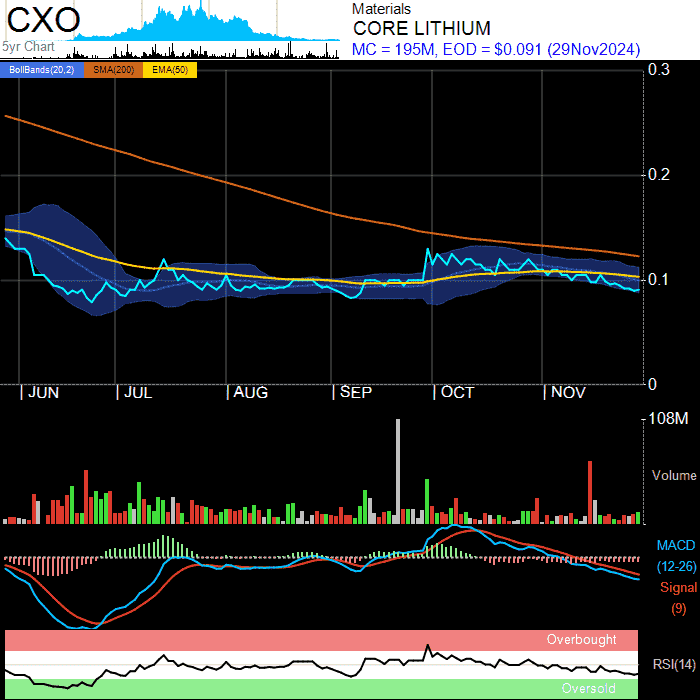 CXO
5yr Chart
Materials
CORE LITHIUM
MC = 195M, EOD = $0.091 (29Nov2024)
BollBands(20,2) SMA(200) EMA(50)
0.3
0.2
0.1
0
JUN JUL AUG SEP OCT NOV
108M
Volume
MACD
(12-26)
Signal
(9)
Overbought
RSI(14)
Oversold